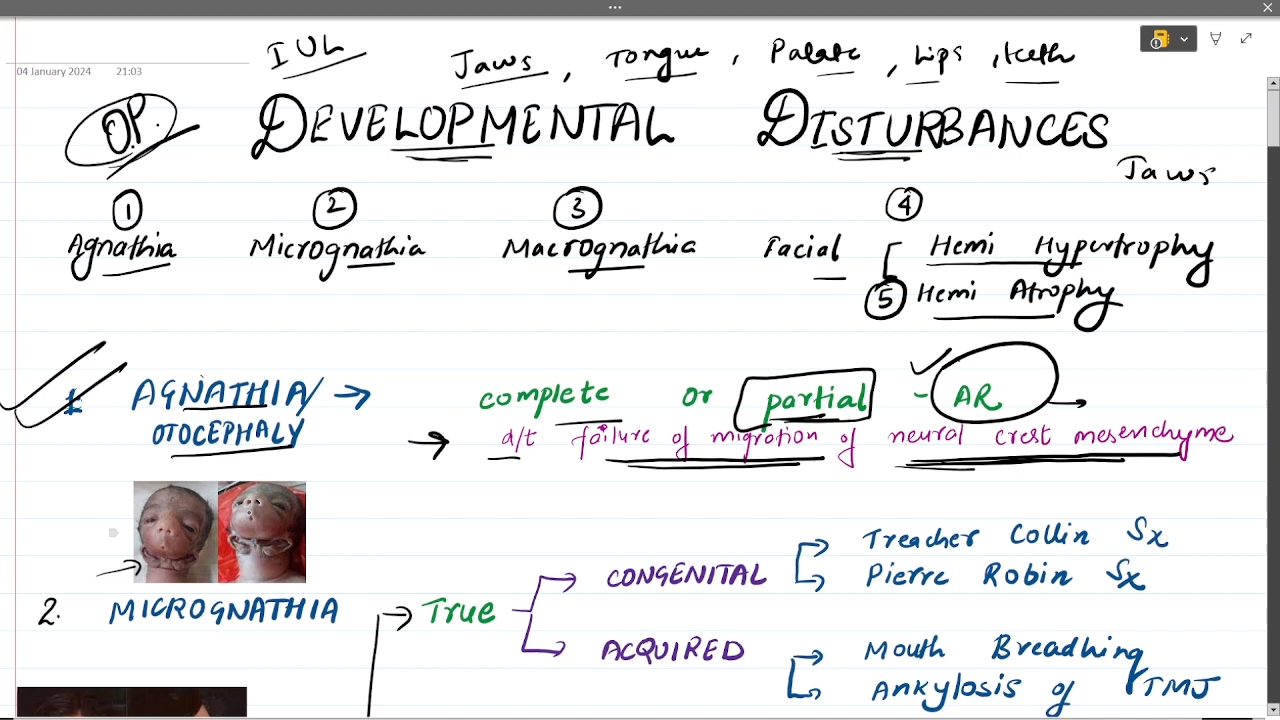 IUL
Jaws, Tongue, Palate, Lips, teeth
04 January 2024 21:03
O.P. DEVELOPMENTAL DISTURBANCES
Jaws
1 2 3 4
Agnathia Micrognathia Macrognathia Facial Hemi Hypertrophy
5 Hemi Atrophy
1. AGNATHIA/ → complete or partial - AR →
OTOCEPHALY → d/t failure of migration of neural crest mesenchyme
Treacher Collin Sx
CONGENITAL Pierre Robin Sx
2. MICROGNATHIA → True
ACQUIRED Mouth Breadhing
Ankylosis of TMJ